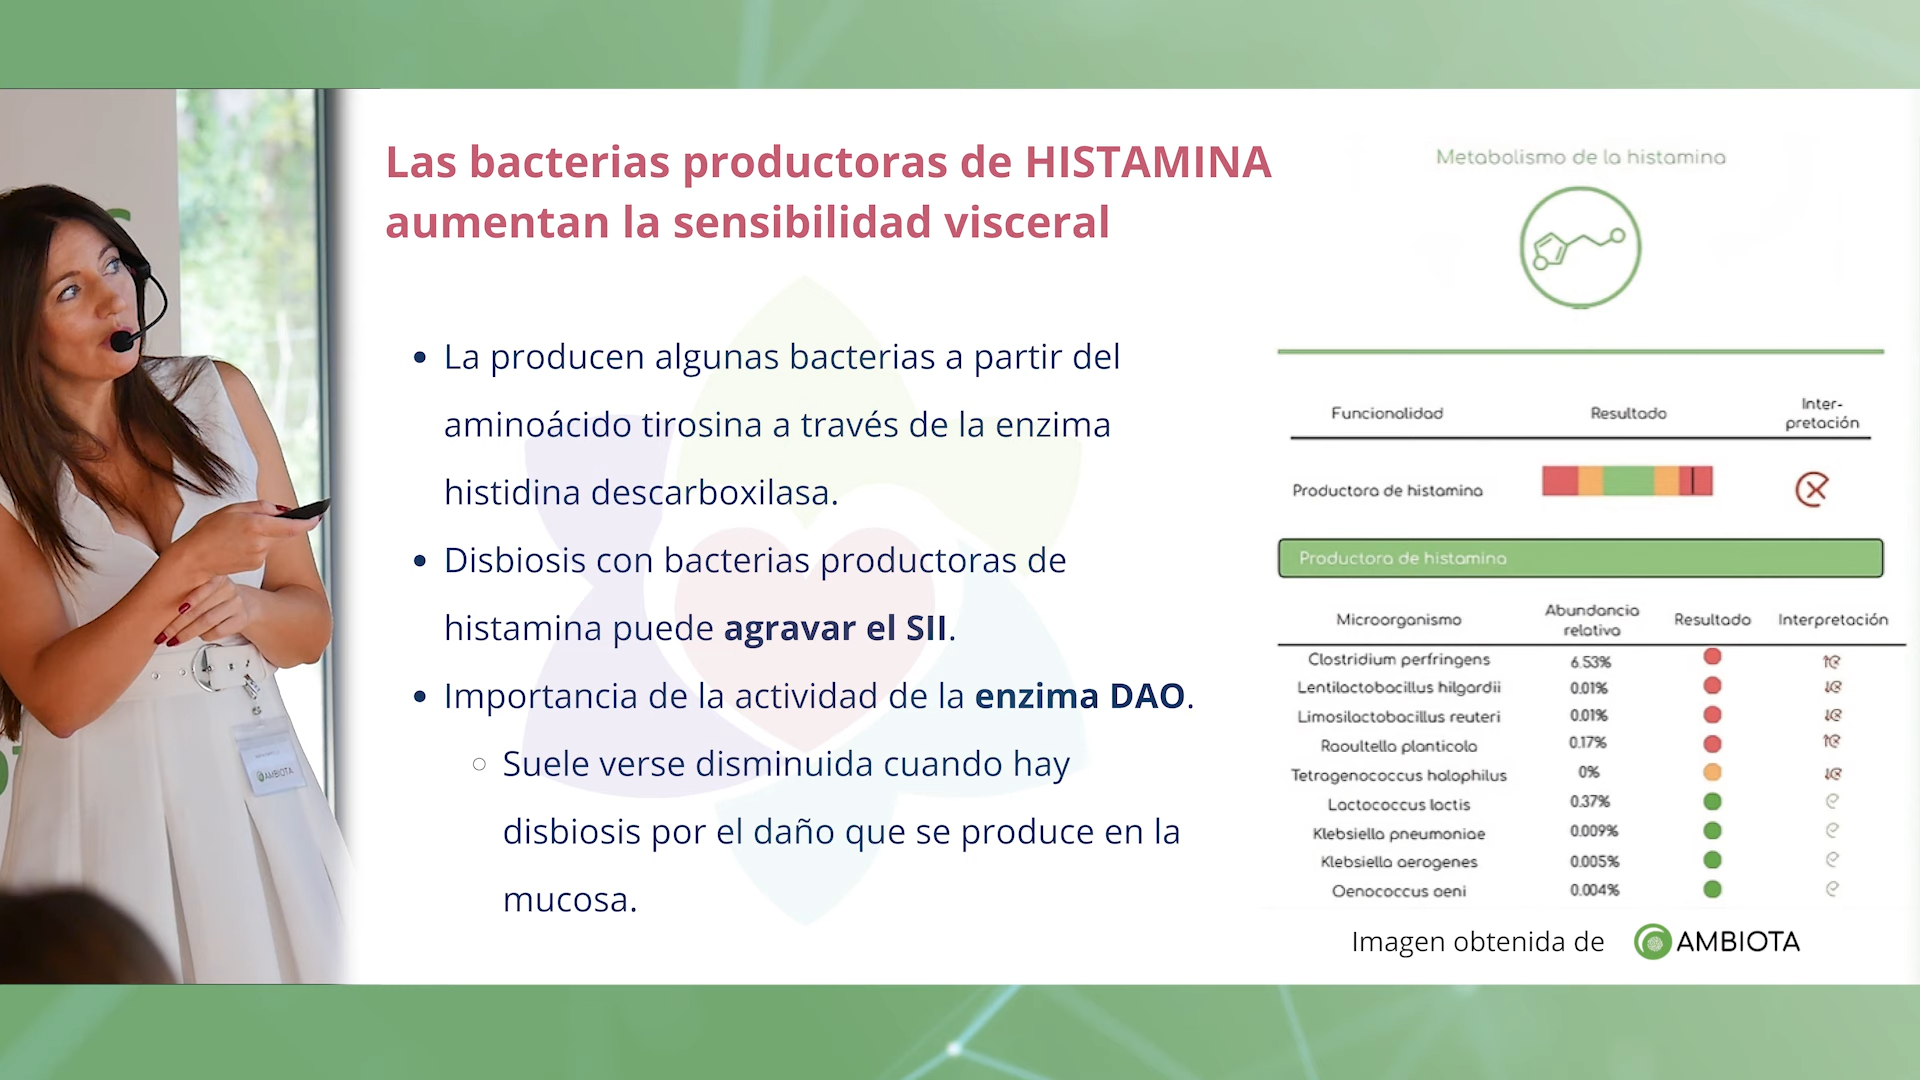 Las bacterias productoras de HISTAMINA
aumentan la sensibilidad visceral
La producen algunas bacterias a partir del
aminoácido tirosina a través de la enzima
histidina descarboxilasa.
Disbiosis con bacterias productoras de
histamina puede agravar el SII.
Importancia de la actividad de la enzima DAO.
Suele verse disminuida cuando hay
disbiosis por el daño que se produce en la
mucosa.
Metabolismo de la histamina
Funcionalidad Resultado Inter-
pretación
Productora de histamina
Productora de histamina
Microorganismo Abundancia relativa Resultado Interpretación
Clostridium perfringens 6.53%
Lentilactobacillus hilgardii 0.01%
Limosilactobacillus reuteri 0.01%
Raoultella planticola 0.17%
Tetragenococcus halophilus 0%
Lactococcus lactis 0.37%
Klebsiella pneumoniae 0.009%
Klebsiella aerogenes 0.005%
Oenococcus oeni 0.004%
Imagen obtenida de AMBIOTA
AMBIOTA